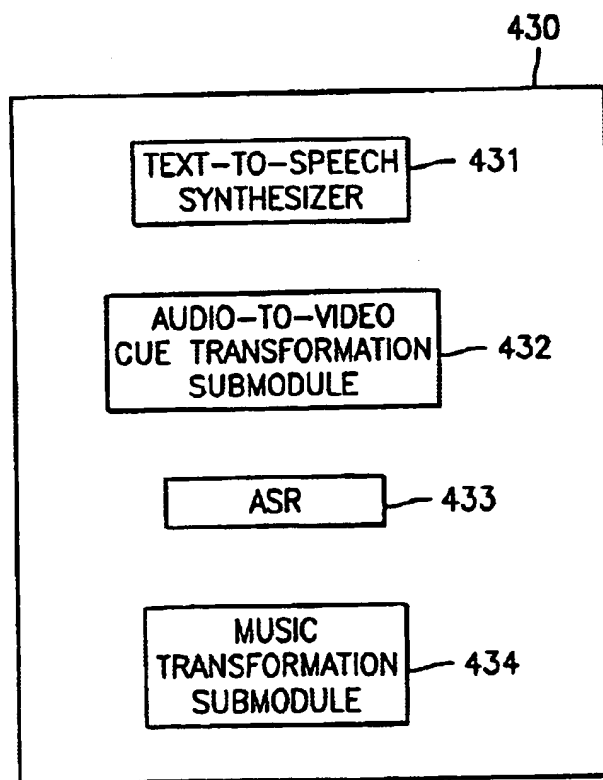 430
TEXT-TO-SPEECH
SYNTHESIZER
431
AUDIO-TO-VIDEO
CUE TRANSFORMATION
SUBMODULE
432
ASR
433
MUSIC
TRANSFORMATION
SUBMODULE
434